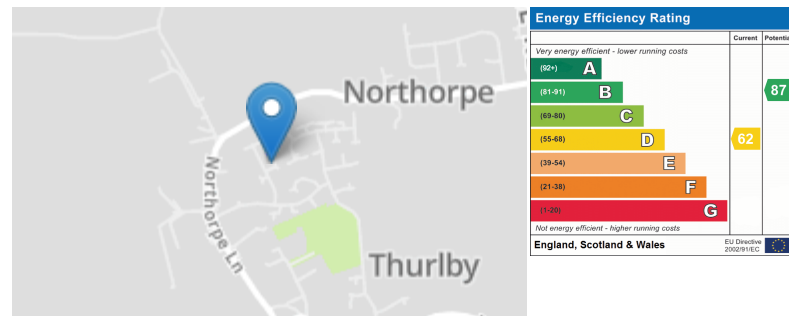 Northorpe
Northorpe Ln
Thurlby
Energy Efficiency Rating
Current Potentia
Very energy efficient - lower running costs
(92+) A
(81-91) B 87
(69-80) C
(55-68) D 62
(39-54) E
(21-38) F
(1-20) G
Not energy efficient - higher running costs
England, Scotland & Wales
EU Directive
2002/91/EC